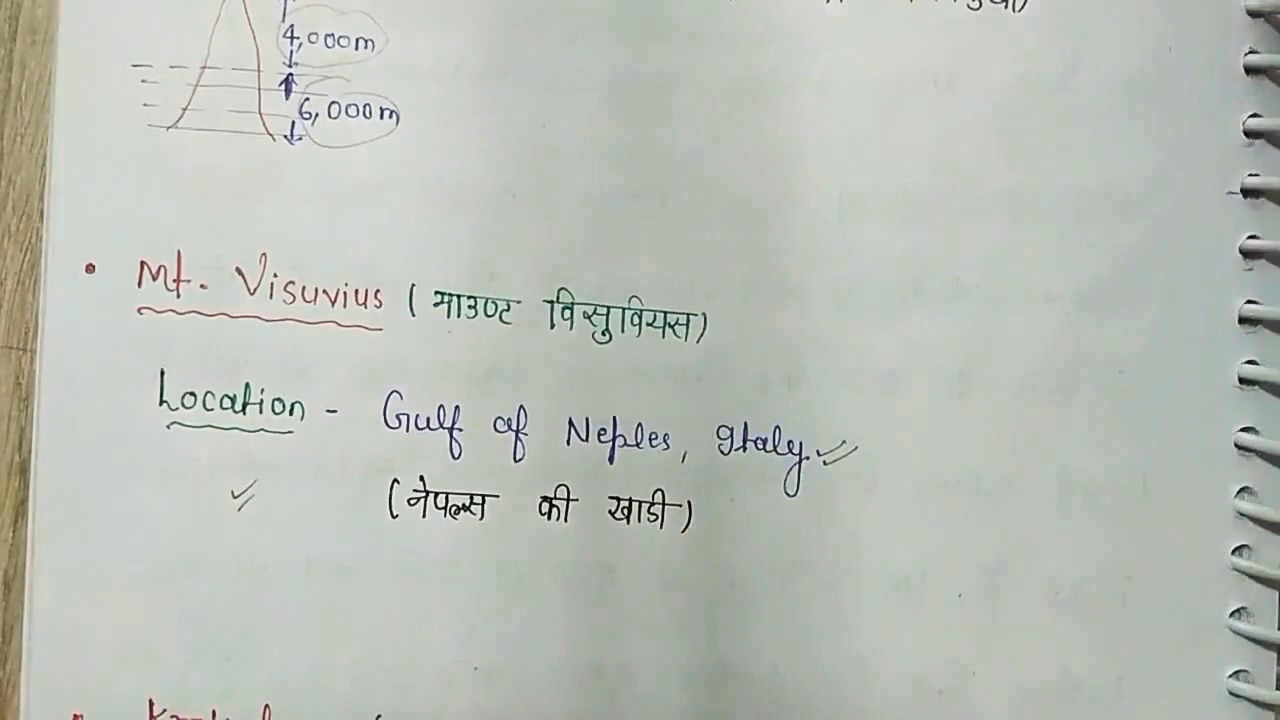 4,000m
6,000m
• Mt. Visuvius (माउण्ट विसुवियस)
Location - Gulf of Neples, Italy
(नेपल्स की खाडी)